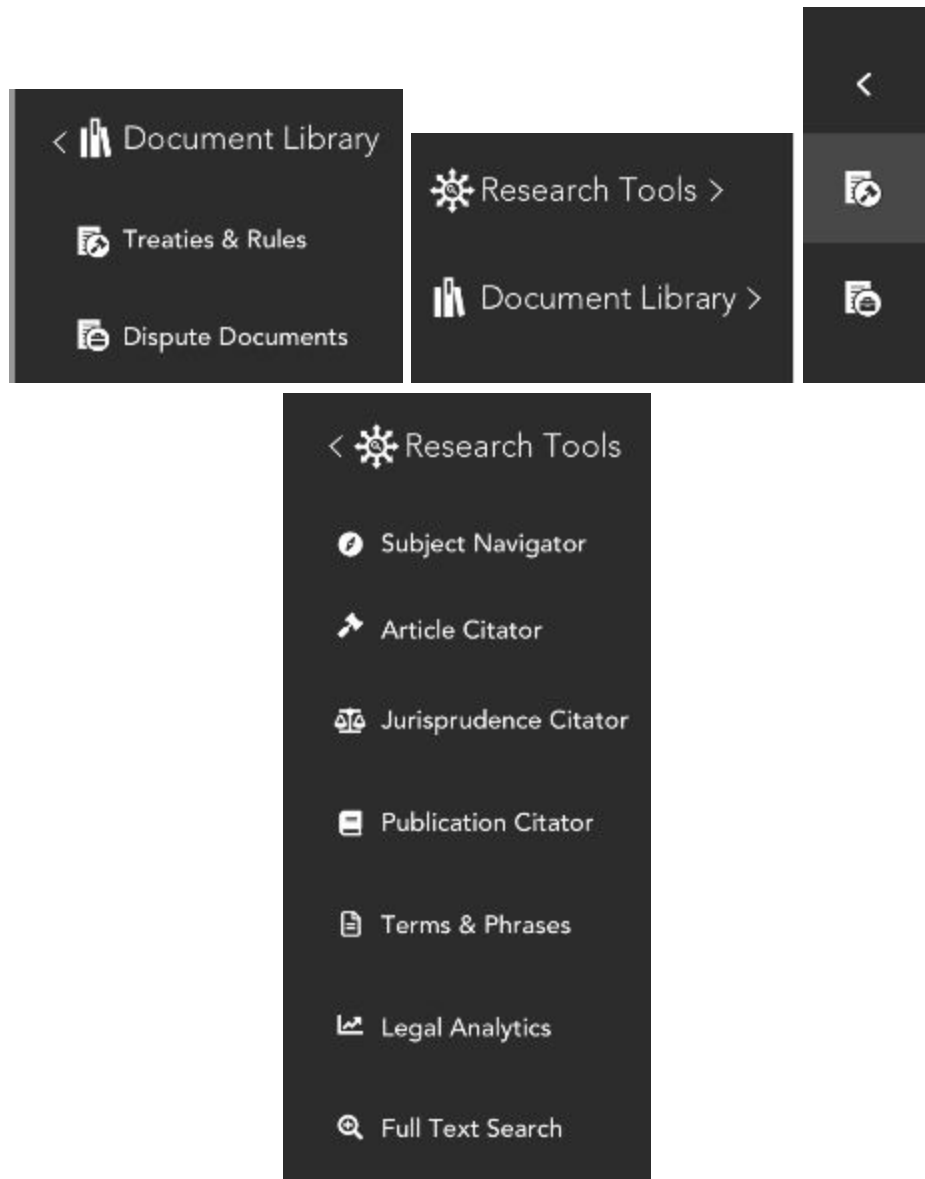 < Document Library
Treaties & Rules
Dispute Documents
Research Tools >
Document Library >
<
< Research Tools
Subject Navigator
Article Citator
Jurisprudence Citator
Publication Citator
Terms & Phrases
Legal Analytics
Full Text Search